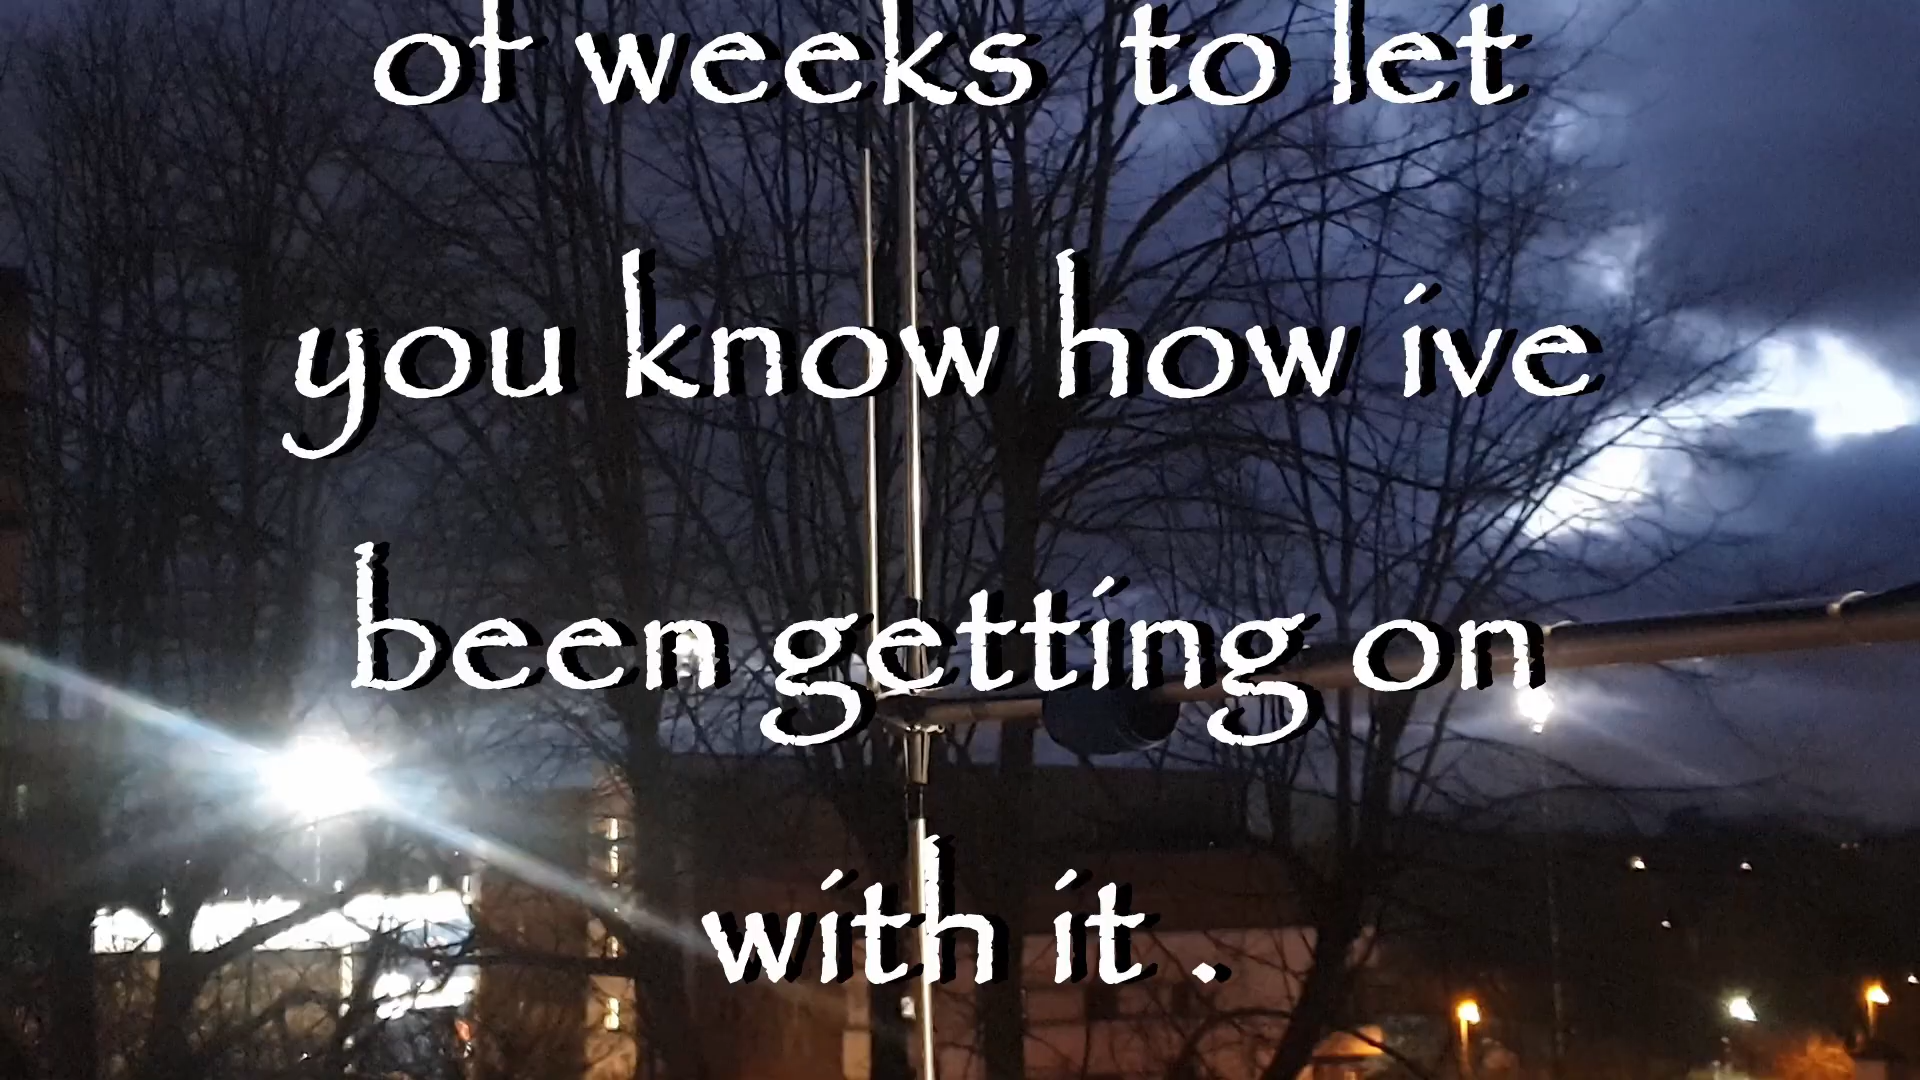 of weeks to let
you know how ive
been getting on
with it .